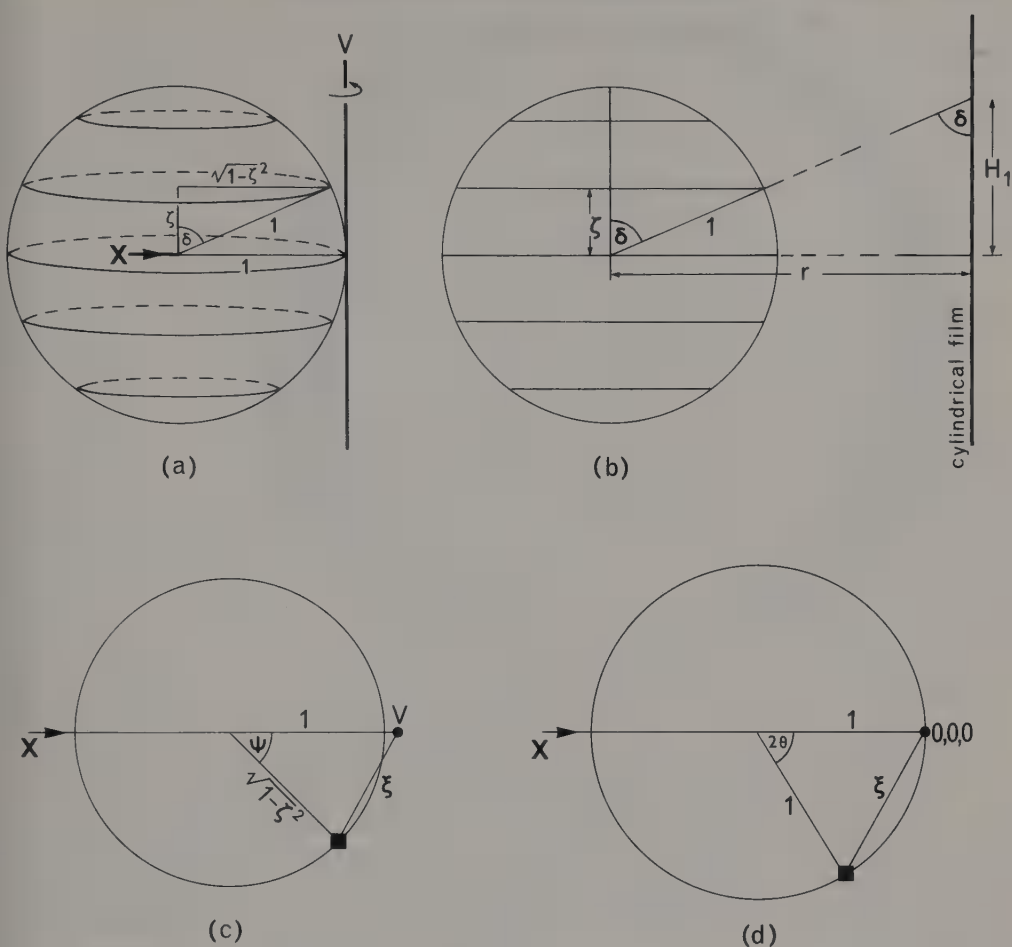 V
√1-ζ²
ζ
δ
1
X
1
(a)
ζ
δ
1
r
δ
H₁
cylindrical film
(b)
X
1
V
ψ
√1-ζ²
ξ
(c)
X
1
0,0,0
2θ
1
ξ
(d)